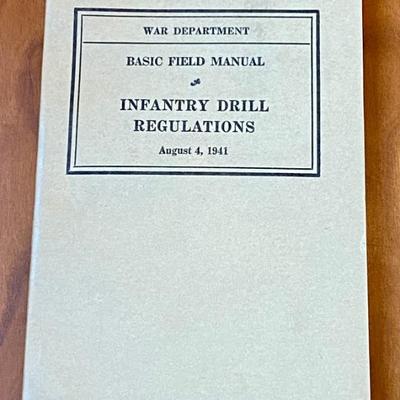 WAR DEPARTMENT
BASIC FIELD MANUAL
INFANTRY DRILL
REGULATIONS
August 4, 1941